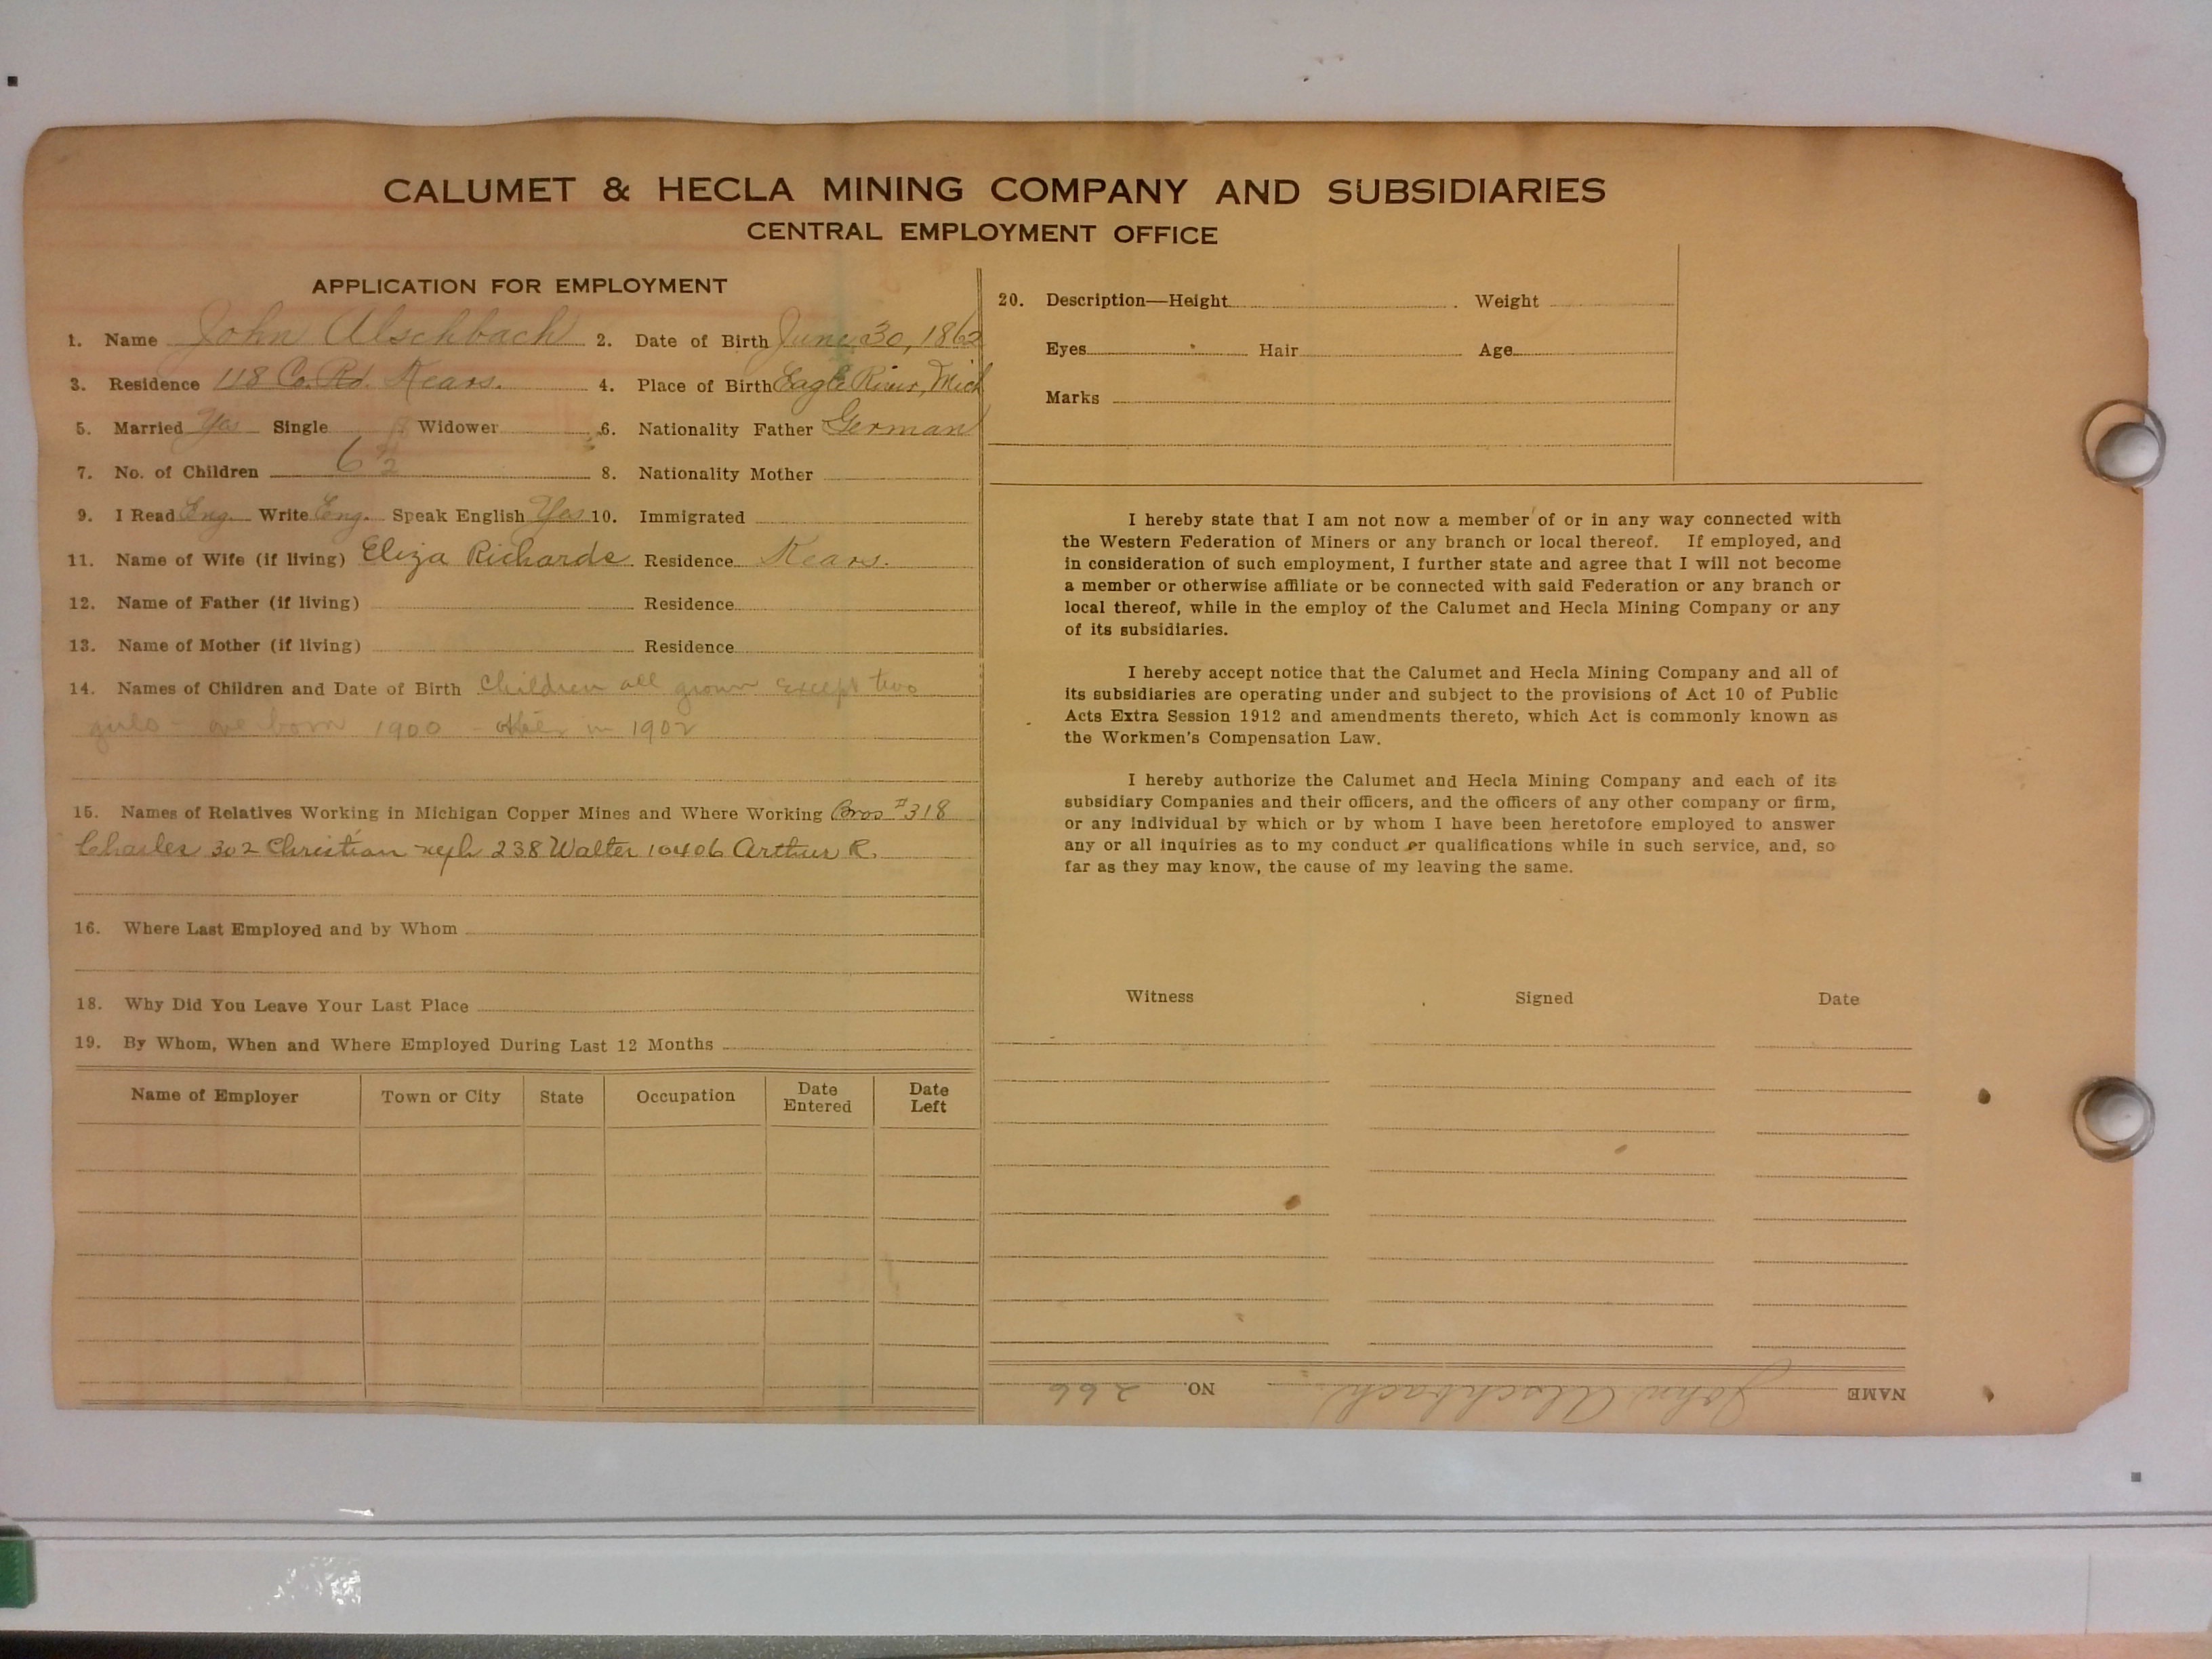 CALUMET & HECLA MINING COMPANY AND SUBSIDIARIES
CENTRAL EMPLOYMENT OFFICE
APPLICATION FOR EMPLOYMENT
1. Name John Alschbach 2. Date of Birth June 30, 1862
3. Residence 118 Co. Rd. Kears. 4. Place of Birth Eagle River, Mich
5. Married Yes Single Widower 6. Nationality Father German
7. No. of Children 6 8. Nationality Mother
9. I Read Eng. Write Eng. Speak English Yes 10. Immigrated
11. Name of Wife (if living) Eliza Richards Residence Kears.
12. Name of Father (if living) Residence
13. Name of Mother (if living) Residence
14. Names of Children and Date of Birth Children all grown except two
girls - one born 1900 - other in 1902
15. Names of Relatives Working in Michigan Copper Mines and Where Working Bros #318
Charles 302 Christian neph 238 Walter 10406 Arthur R.
16. Where Last Employed and by Whom
18. Why Did You Leave Your Last Place
19. By Whom, When and Where Employed During Last 12 Months
Name of Employer Town or City State Occupation Date Entered Date Left
20. Description—Height Weight
Eyes Hair Age
Marks
I hereby state that I am not now a member of or in any way connected with
the Western Federation of Miners or any branch or local thereof. If employed, and
in consideration of such employment, I further state and agree that I will not become
a member or otherwise affiliate or be connected with said Federation or any branch or
local thereof, while in the employ of the Calumet and Hecla Mining Company or any
of its subsidiaries.
I hereby accept notice that the Calumet and Hecla Mining Company and all of
its subsidiaries are operating under and subject to the provisions of Act 10 of Public
Acts Extra Session 1912 and amendments thereto, which Act is commonly known as
the Workmen's Compensation Law.
I hereby authorize the Calumet and Hecla Mining Company and each of its
subsidiary Companies and their officers, and the officers of any other company or firm,
or any individual by which or by whom I have been heretofore employed to answer
any or all inquiries as to my conduct or qualifications while in such service, and, so
far as they may know, the cause of my leaving the same.
Witness Signed Date
NAME John Alschbach NO. 266